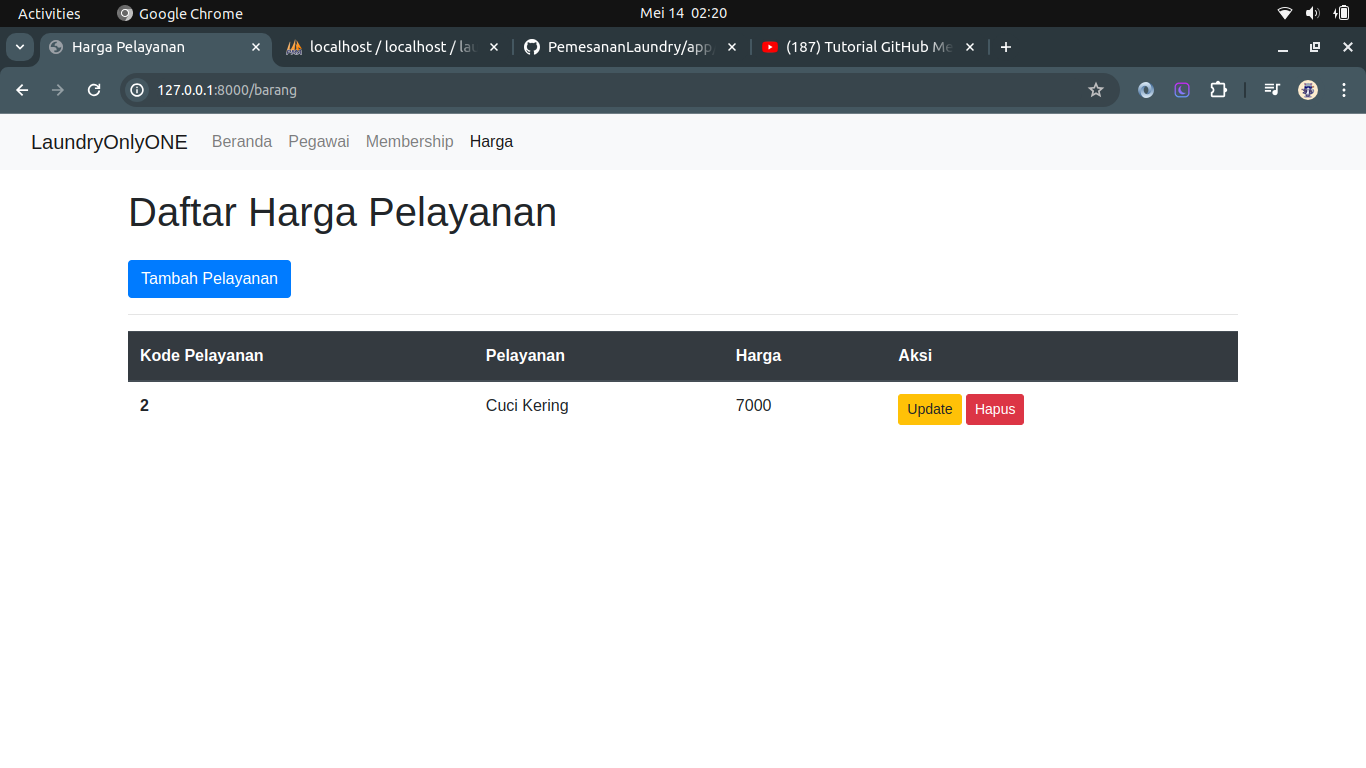 Activities Google Chrome Mei 14 02:20
Harga Pelayanan localhost / localhost / lau PemesananLaundry/app (187) Tutorial GitHub Me
127.0.0.1:8000/barang
LaundryOnlyONE Beranda Pegawai Membership Harga
Daftar Harga Pelayanan
Tambah Pelayanan
Kode Pelayanan Pelayanan Harga Aksi
2 Cuci Kering 7000 Update Hapus